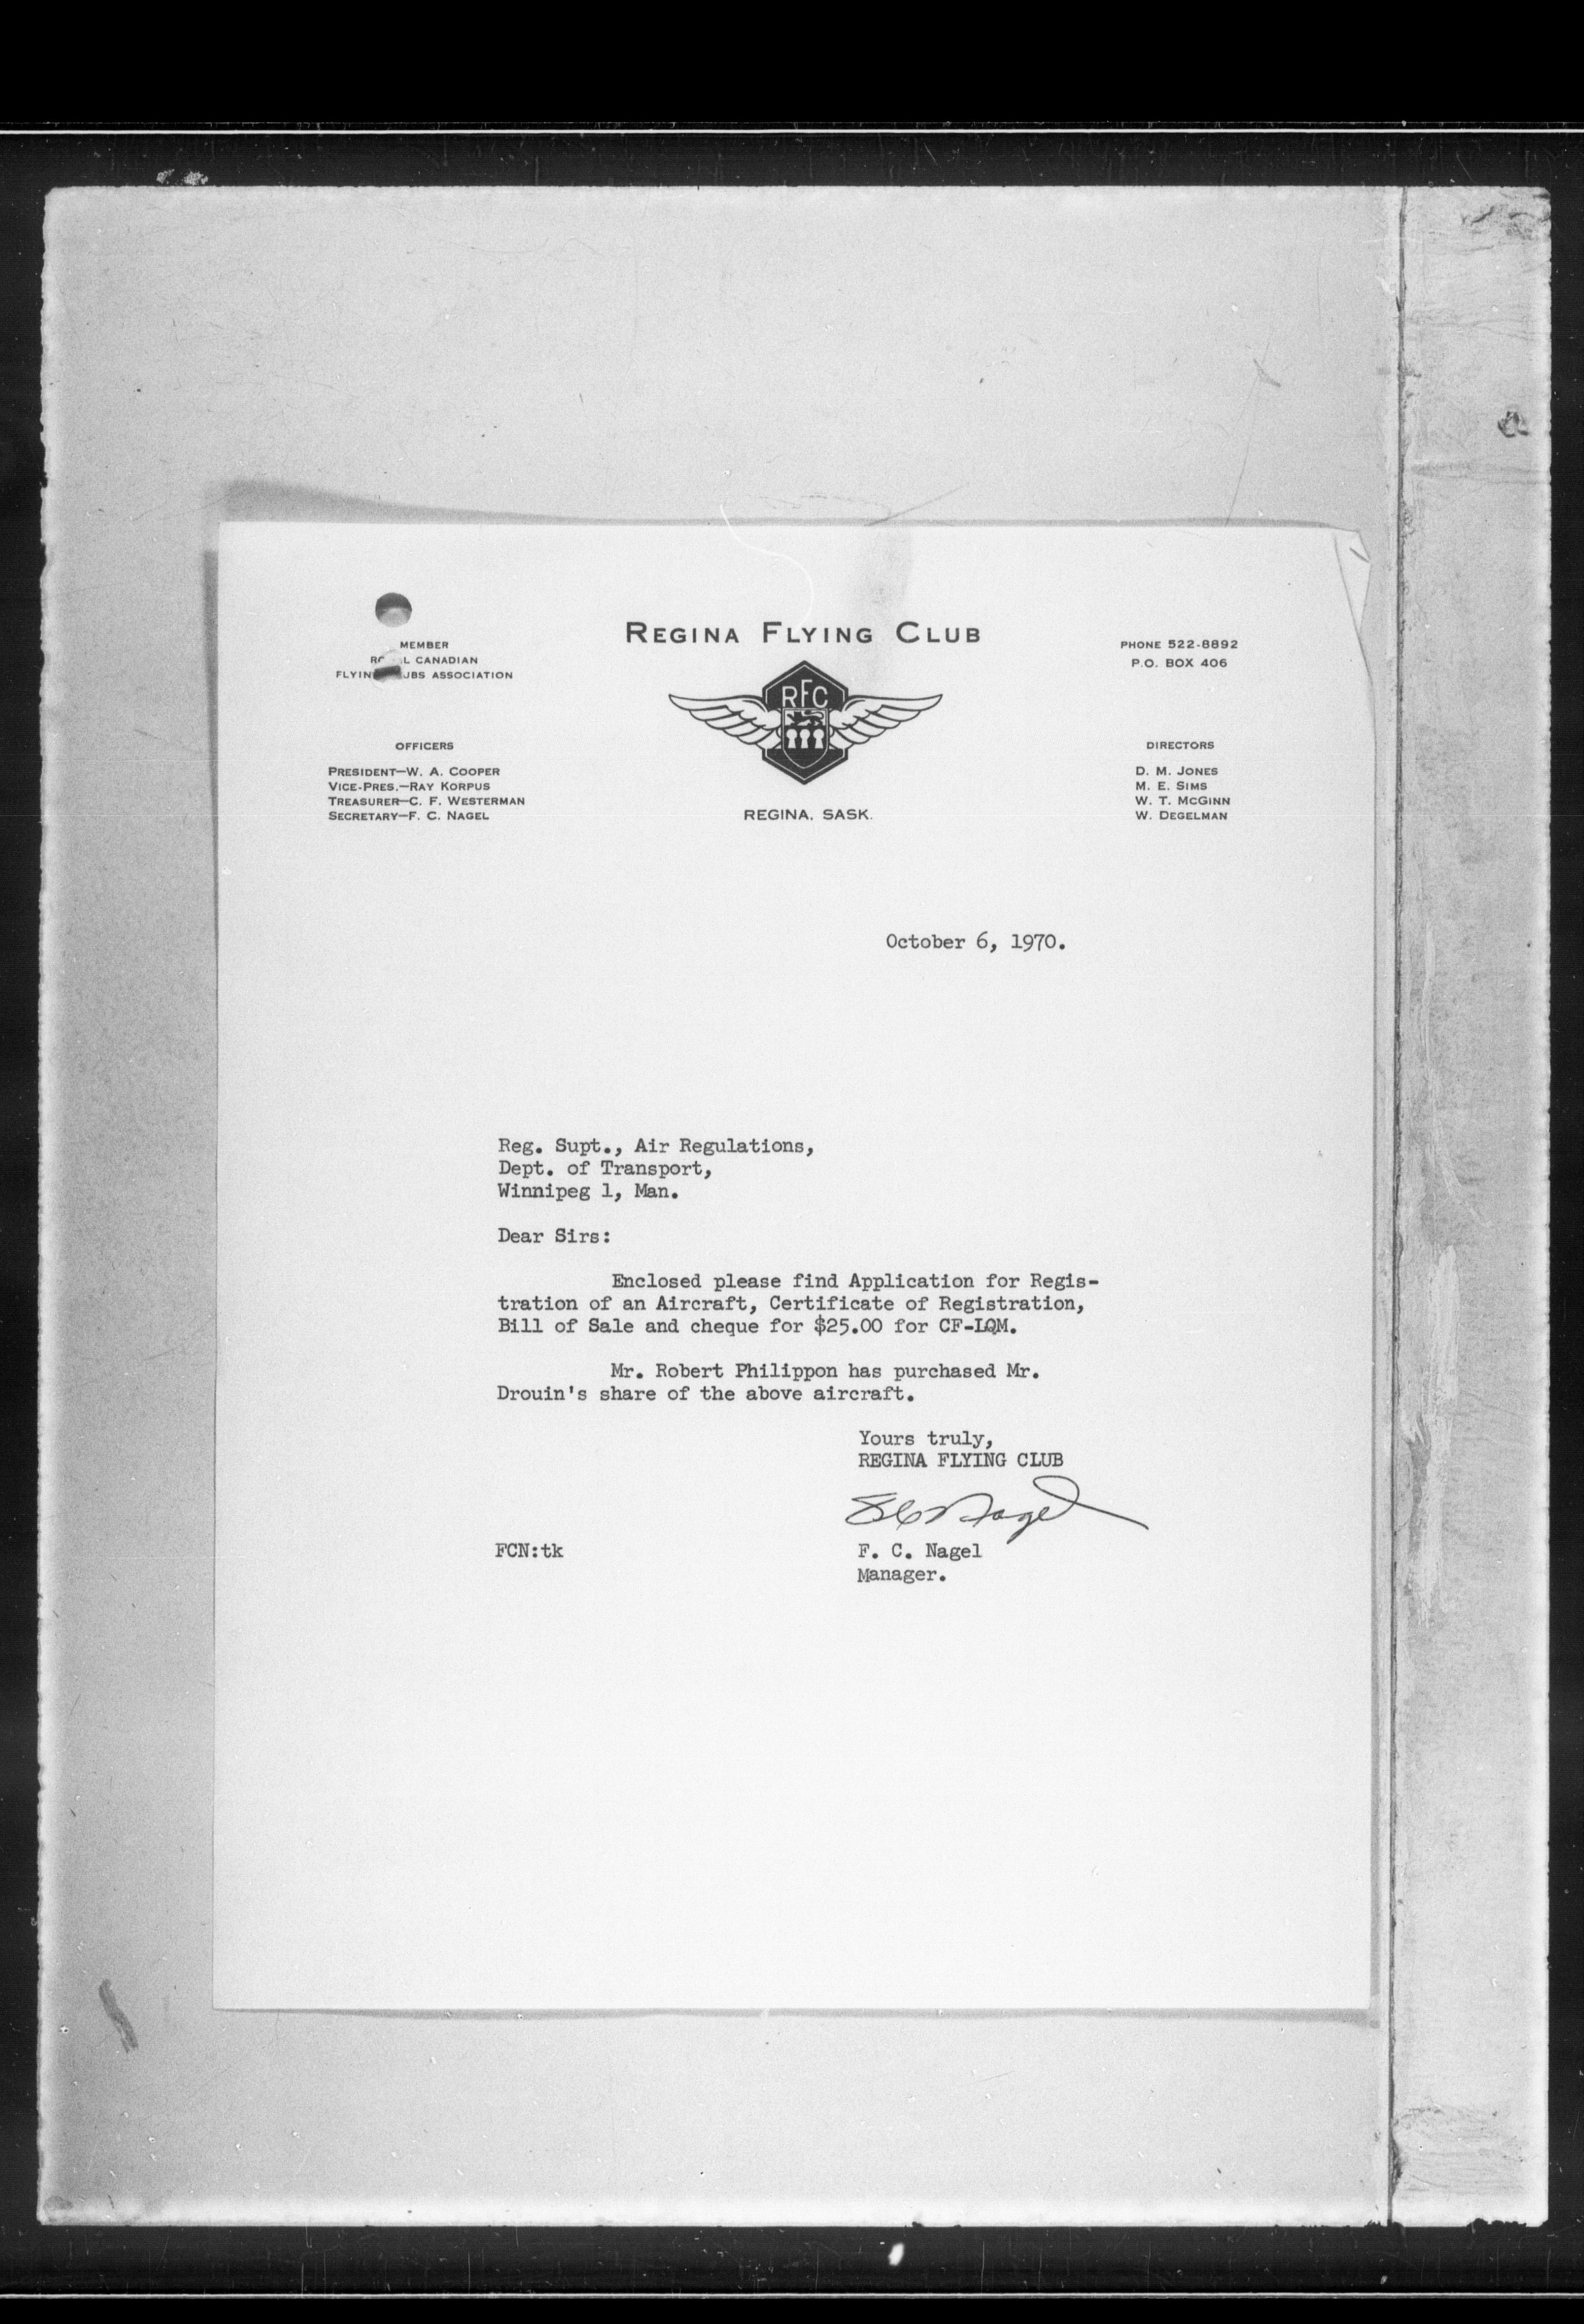 REGINA FLYING CLUB
MEMBER
CANADIAN
ASSOCIATION
PHONE 522-8892
P.O. BOX 406
RFC
OFFICERS
PRESIDENT—W. A. COOPER
VICE-PRES.—RAY KORPUS
TREASURER—C. F. WESTERMAN
SECRETARY—F. C. NAGEL
REGINA, SASK.
DIRECTORS
D. M. JONES
M. E. SIMS
W. T. MCGINN
W. DEGELMAN
October 6, 1970.
Reg. Supt., Air Regulations,
Dept. of Transport,
Winnipeg 1, Man.
Dear Sirs:
Enclosed please find Application for Regis-
tration of an Aircraft, Certificate of Registration,
Bill of Sale and cheque for $25.00 for CF-LQM.
Mr. Robert Philippon has purchased Mr.
Drouin's share of the above aircraft.
Yours truly,
REGINA FLYING CLUB
FCN:tk
F. C. Nagel
Manager.